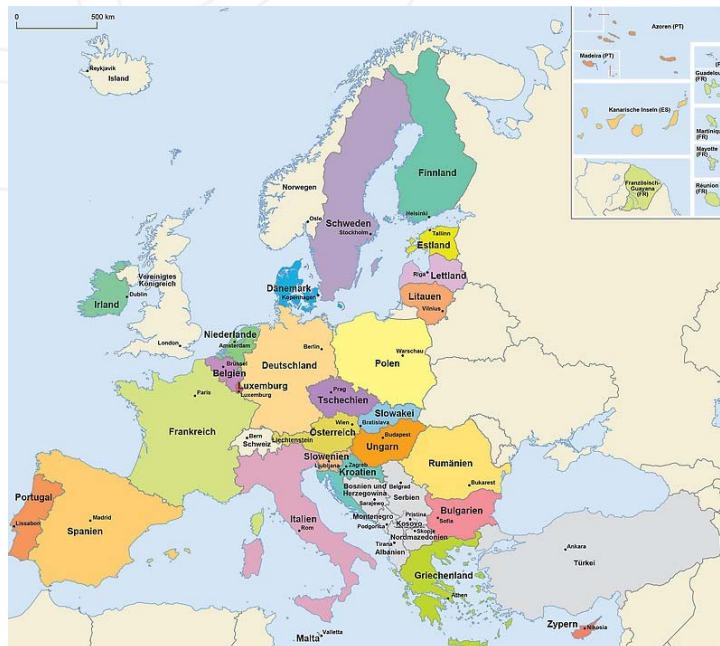 0 500 km
Azoren (PT)
Madeira (PT)
Kanarische Inseln (ES)
(FR)
Martinique
(FR)
Mayotte
(FR)
Réunion
(FR)
Französisch-
Guayana
(FR)
Reykjavik
Island
Norwegen
Oslo
Schweden
Stockholm
Finnland
Helsinki
Tallinn
Estland
Riga
Lettland
Litauen
Vilnius
Dänemark
Kopenhagen
Vereinigtes
Königreich
London
Irland
Dublin
Niederlande
Amsterdam
Brüssel
Belgien
Luxemburg
Luxemburg
Berlin
Deutschland
Warschau
Polen
Prag
Tschechien
Slowakei
Bratislava
Wien
Österreich
Budapest
Ungarn
Paris
Frankreich
Bern
Schweiz
Liechtenstein
Slowenien
Ljubljana
Zagreb
Kroatien
Rumänien
Bukarest
Bosnien und
Herzegowina
Sarajewo
Belgrad
Serbien
Montenegro
Podgorica
Pristina
Kosovo
Skopje
Nordmazedonien
Tirana
Albanien
Bulgarien
Sofia
Italien
Rom
Portugal
Lissabon
Madrid
Spanien
Griechenland
Athen
Ankara
Türkei
Zypern
Nikosia
Malta
Valletta